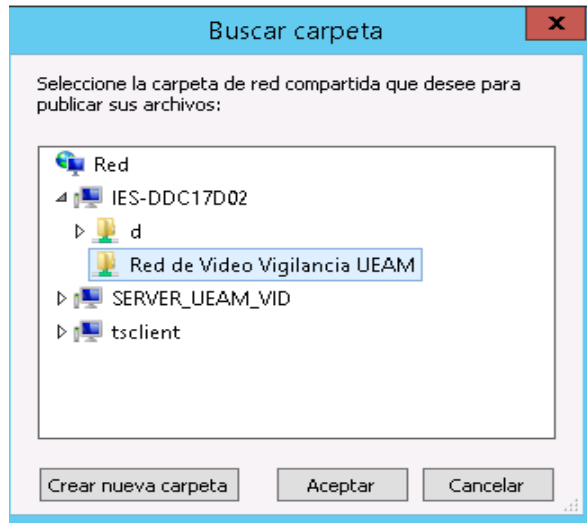 Buscar carpeta
x
Seleccione la carpeta de red compartida que desee para
publicar sus archivos:
Red
IES-DDC17D02
d
Red de Video Vigilancia UEAM
SERVER_UEAM_VID
tsclient
Crear nueva carpeta Aceptar Cancelar